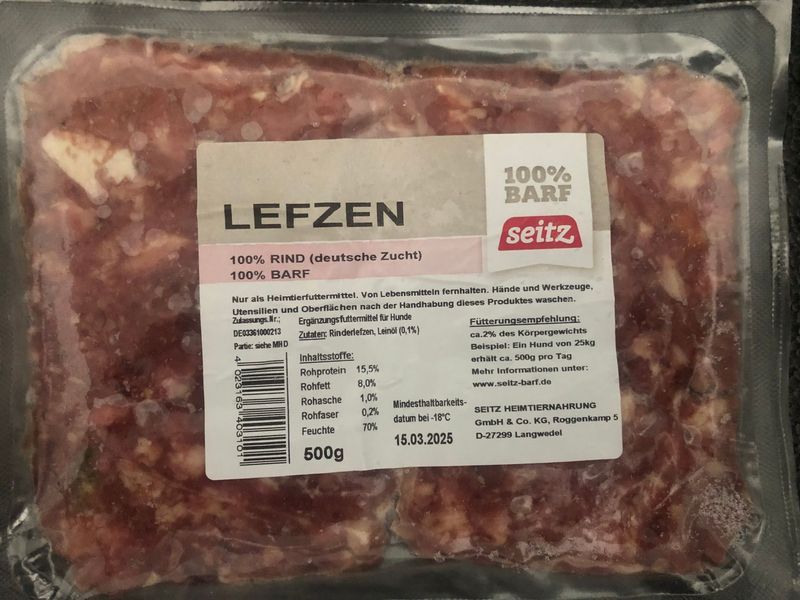 100%
BARF
seitz
LEFZEN
100% RIND (deutsche Zucht)
100% BARF
Nur als Heimtierfuttermittel. Von Lebensmitteln fernhalten. Hände und Werkzeuge,
Utensilien und Oberflächen nach der Handhabung dieses Produktes waschen.
Zulassungs.Nr.:
DE03361000213
Partie: siehe MHD
Ergänzungsfuttermittel für Hunde
Zutaten: Rinderlefzen, Leinöl (0,1%)
Inhaltsstoffe:
Rohprotein 15,5%
Rohfett 8,0%
Rohasche 1,0%
Rohfaser 0,2%
Feuchte 70%
500g
Mindesthaltbarkeits-
datum bei -18°C
15.03.2025
Fütterungsempfehlung:
ca.2% des Körpergewichts
Beispiel: Ein Hund von 25kg
erhält ca. 500g pro Tag
Mehr Informationen unter:
www.seitz-barf.de
SEITZ HEIMTIERNAHRUNG
GmbH & Co. KG, Roggenkamp 5
D-27299 Langwedel
4 023163 403101